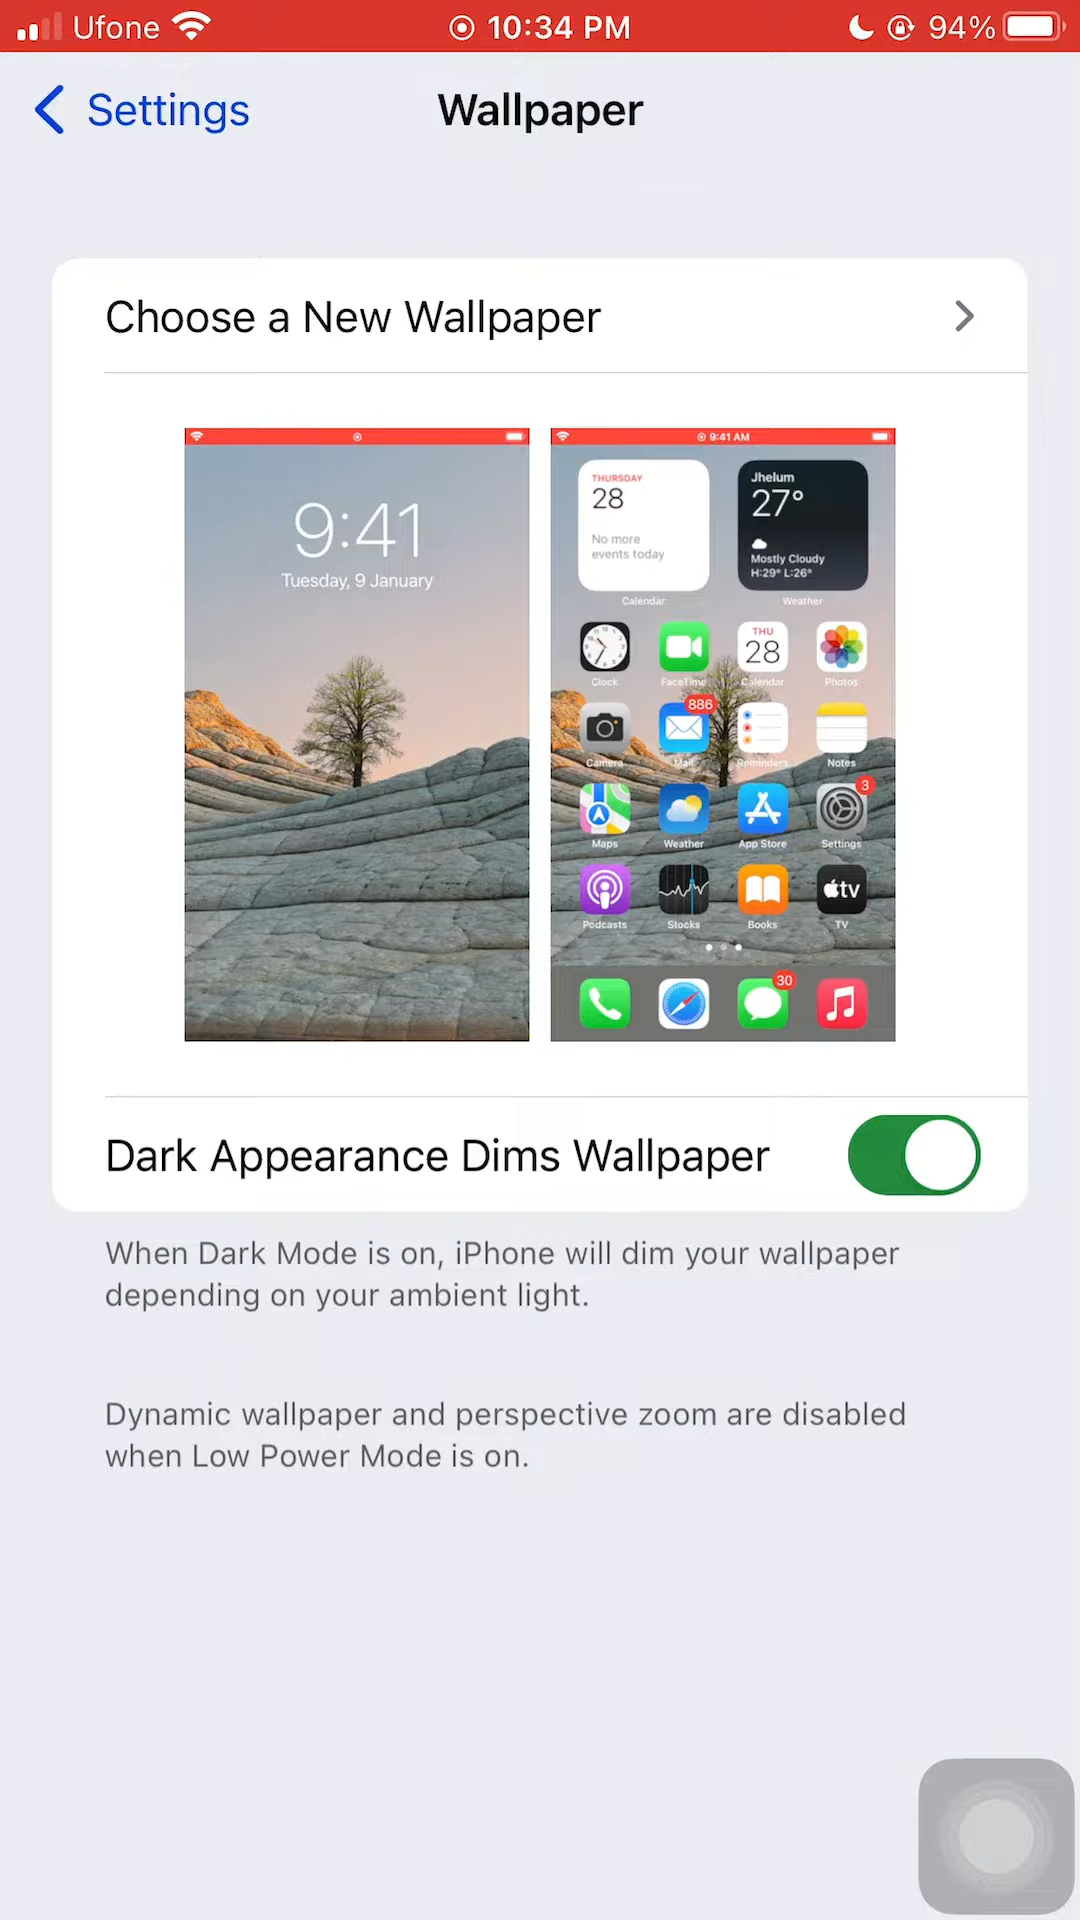 Ufone 10:34 PM 94%
Settings Wallpaper
Choose a New Wallpaper
9:41
Tuesday, 9 January
9:41 AM
THURSDAY
28
No more
events today
Calendar
Jhelum
27°
Mostly Cloudy
H:29° L:26°
Weather
THU
28
Clock FaceTime Calendar Photos
886
Camera Mail Reminders Notes
3
Maps Weather App Store Settings
tv
Podcasts Stocks Books TV
30
Dark Appearance Dims Wallpaper
When Dark Mode is on, iPhone will dim your wallpaper
depending on your ambient light.
Dynamic wallpaper and perspective zoom are disabled
when Low Power Mode is on.